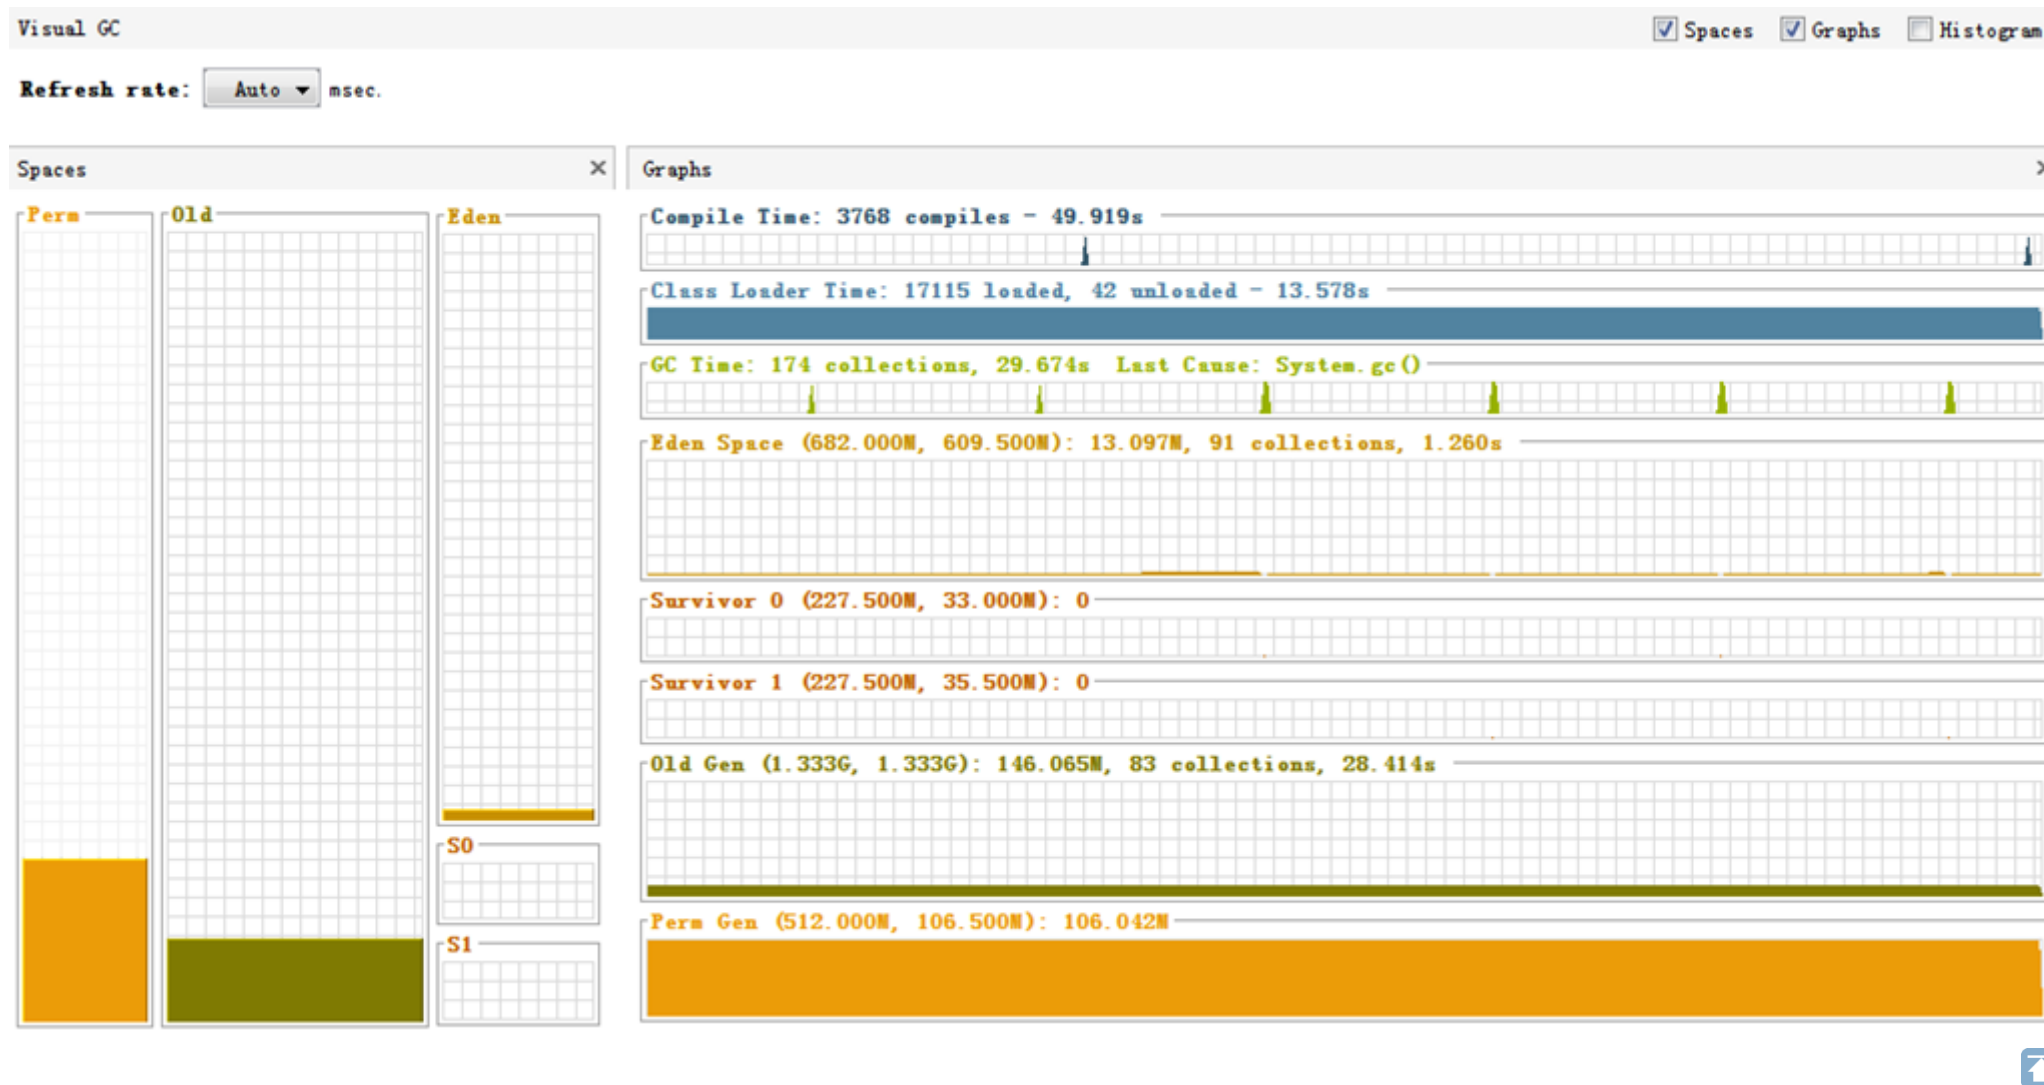 Visual GC
Spaces Graphs Histogram
Refresh rate: Auto msec.
Spaces
Perm
Old
Eden
S0
S1
Graphs
Compile Time: 3768 compiles - 49.919s
Class Loader Time: 17115 loaded, 42 unloaded - 13.578s
GC Time: 174 collections, 29.674s Last Cause: System.gc()
Eden Space (682.000M, 609.500M): 13.097M, 91 collections, 1.260s
Survivor 0 (227.500M, 33.000M): 0
Survivor 1 (227.500M, 35.500M): 0
Old Gen (1.333G, 1.333G): 146.065M, 83 collections, 28.414s
Perm Gen (512.000M, 106.500M): 106.042M